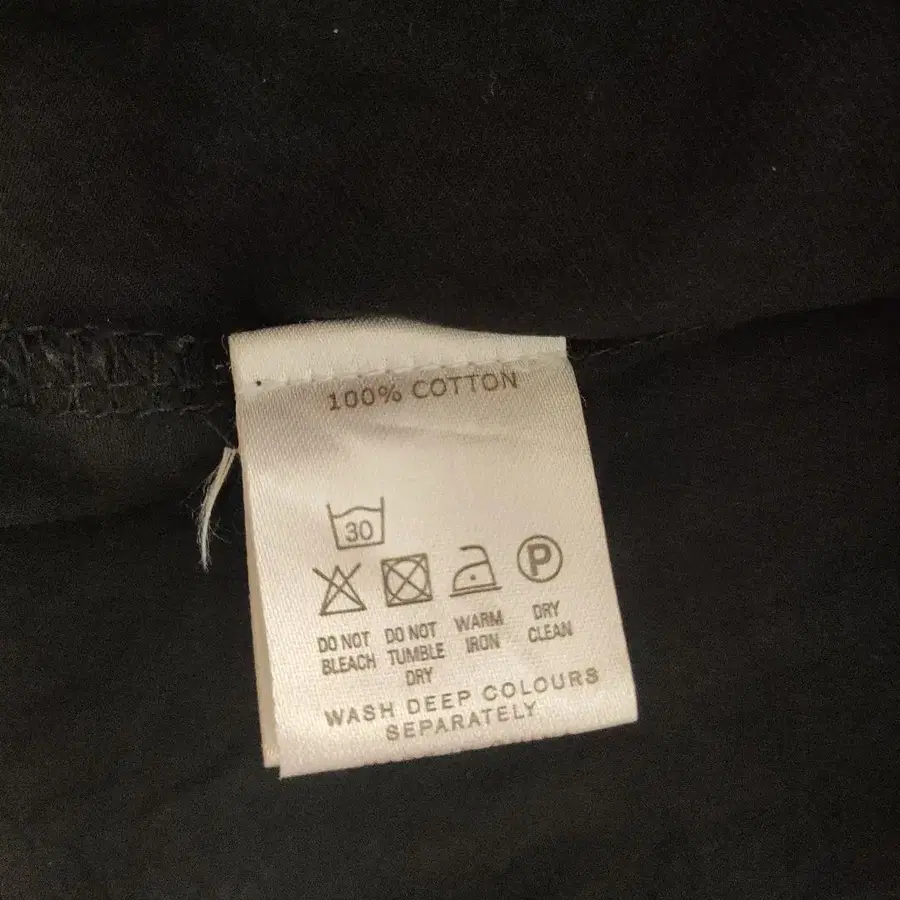 100% COTTON
30
P
DO NOT BLEACH
DO NOT TUMBLE DRY
WARM IRON
DRY CLEAN
WASH DEEP COLOURS
SEPARATELY